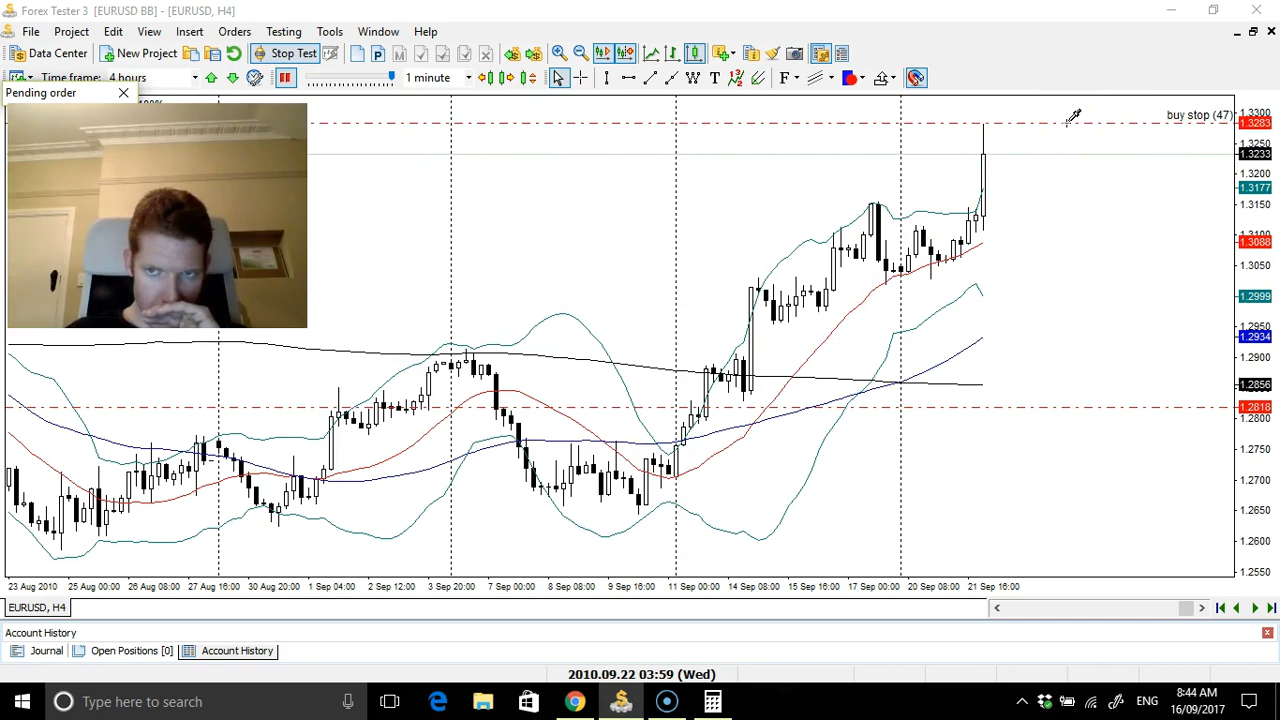 Forex Tester 3 [EURUSD BB] - [EURUSD, H4]
File Project Edit View Insert Orders Testing Tools Window Help
Data Center New Project Stop Test
Time frame: 4 hours 1 minute
Pending order
100%
buy stop (47)
1.3300
1.3283
1.3250
1.3233
1.3200
1.3177
1.3150
1.3100
1.3088
1.3050
1.2999
1.2950
1.2934
1.2900
1.2856
1.2818
1.2800
1.2750
1.2700
1.2650
1.2600
1.2550
23 Aug 2010 25 Aug 00:00 26 Aug 08:00 27 Aug 16:00 30 Aug 20:00 1 Sep 04:00 2 Sep 12:00 3 Sep 20:00 7 Sep 00:00 8 Sep 08:00 9 Sep 16:00 11 Sep 00:00 14 Sep 08:00 15 Sep 16:00 17 Sep 00:00 20 Sep 08:00 21 Sep 16:00
EURUSD, H4
Account History
Journal Open Positions [0] Account History
2010.09.22 03:59 (Wed)
Type here to search
ENG
8:44 AM
16/09/2017